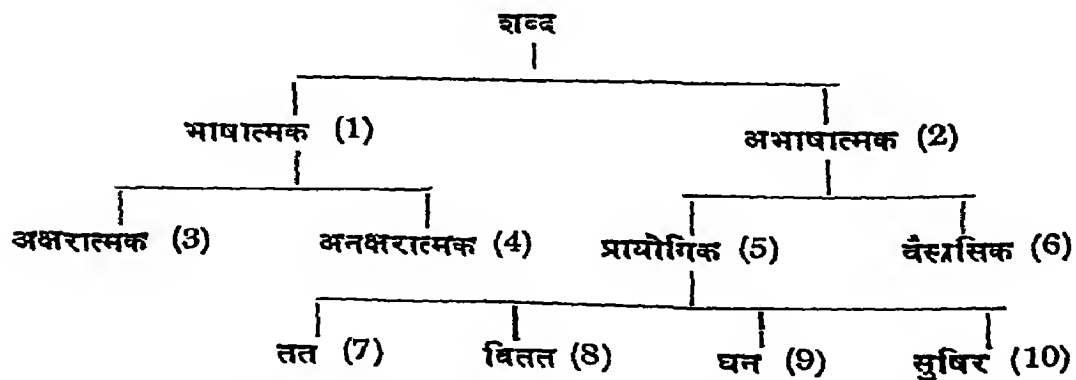 शब्द
भाषात्मक (1) अभाषात्मक (2)
अक्षरात्मक (3) अनक्षरात्मक (4) प्रायोगिक (5) वैस्रसिक (6)
तत (7) वितत (8) घन (9) सुषिर (10)